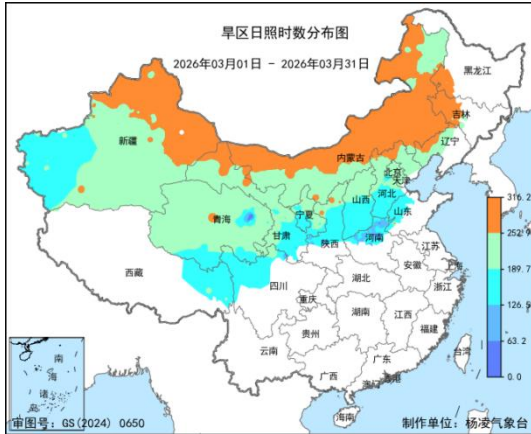 旱区日照时数分布图
2026年03月01日 - 2026年03月31日
黑龙江
吉林
辽宁
内蒙古
新疆
北京
天津
河北
山西
山东
宁夏
青海
甘肃
陕西
河南
西藏
四川
重庆
湖北
安徽
江苏
上海
浙江
湖南
江西
贵州
福建
云南
广西
广东
台湾
澳门
香港
海南
316.2
252.9
189.7
126.5
63.2
0.0
南
海
诸
岛
审图号: GS(2024) 0650
制作单位: 杨凌气象台